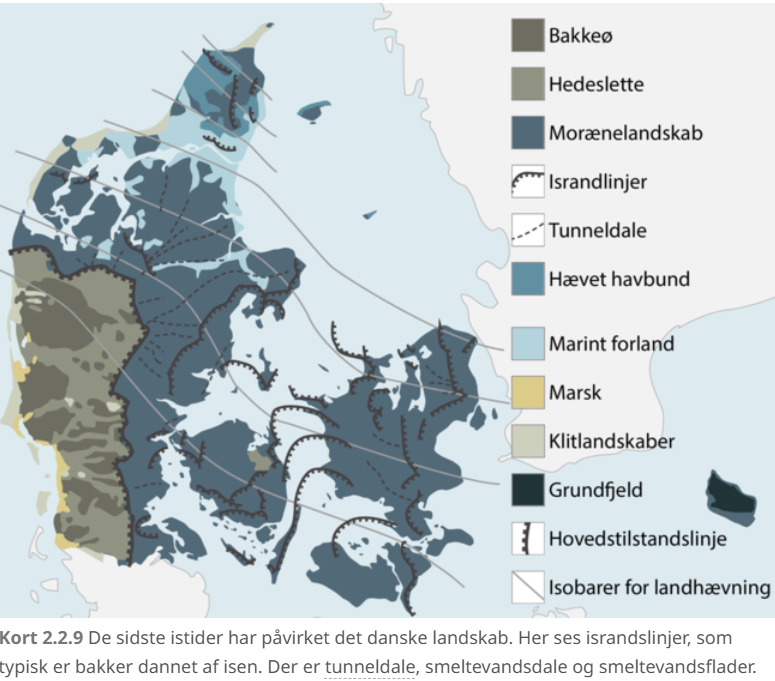 Bakkeø
Hedeslette
Morænelandskab
Israndlinjer
Tunneldale
Hævet havbund
Marint forland
Marsk
Klitlandskaber
Grundfjeld
Hovedstilstandslinje
Isobarer for landhævning
Kort 2.2.9 De sidste istider har påvirket det danske landskab. Her ses israndslinjer, som
typisk er bakker dannet af isen. Der er tunneldale, smeltevandsdale og smeltevandsflader.